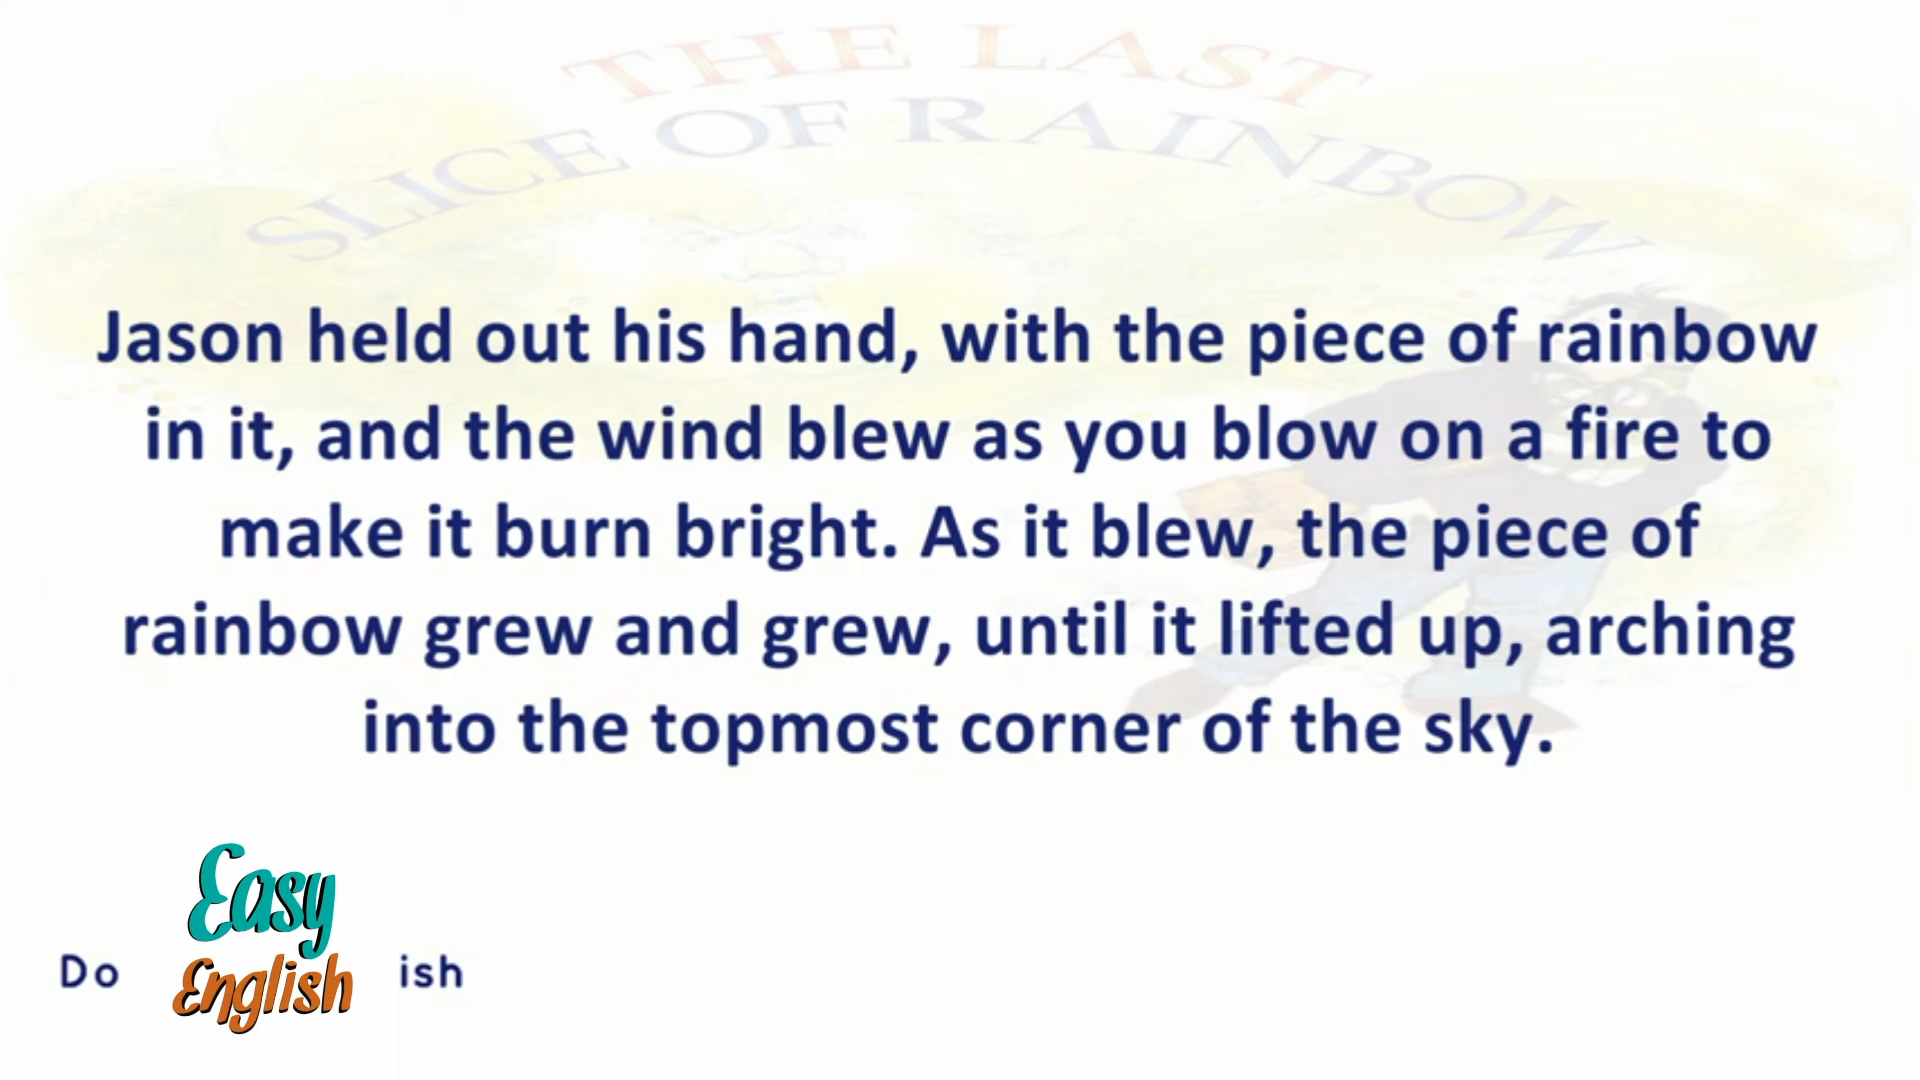 THE LAST
SLICE OF RAINBOW
Jason held out his hand, with the piece of rainbow
in it, and the wind blew as you blow on a fire to
make it burn bright. As it blew, the piece of
rainbow grew and grew, until it lifted up, arching
into the topmost corner of the sky.
Easy
English
Do ish